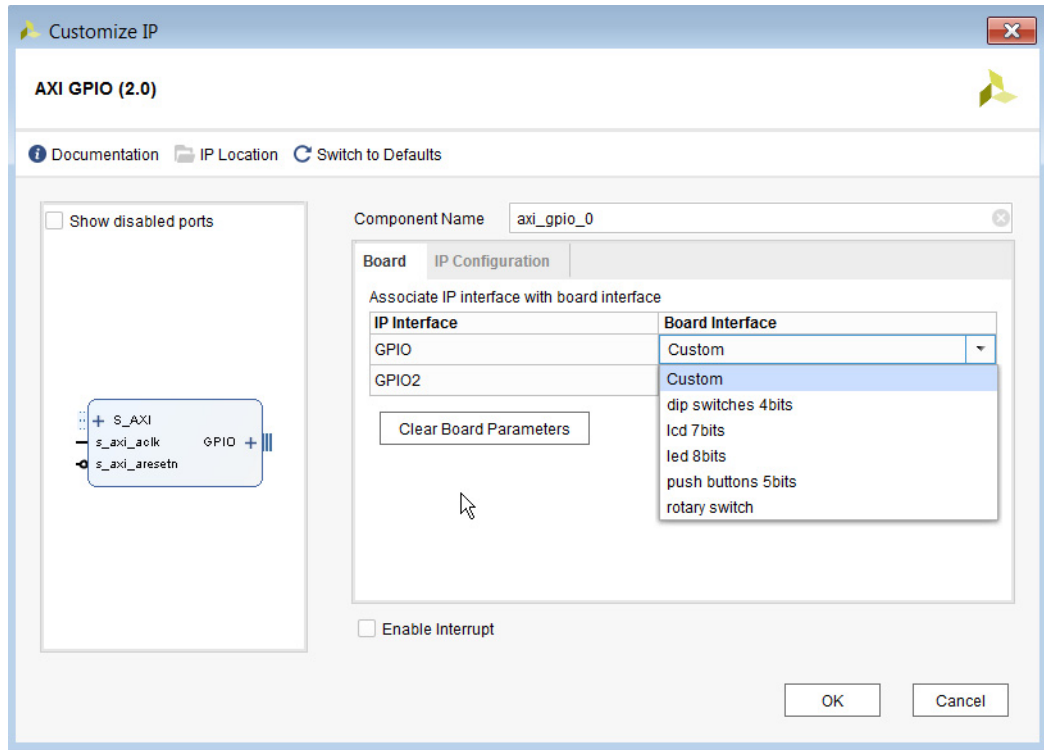 Customize IP
AXI GPIO (2.0)
Documentation IP Location Switch to Defaults
Show disabled ports
S_AXI
s_axi_aclk GPIO
s_axi_aresetn
Component Name axi_gpio_0
Board IP Configuration
Associate IP interface with board interface
IP Interface Board Interface
GPIO Custom
GPIO2 Custom
dip switches 4bits
Clear Board Parameters lcd 7bits
led 8bits
push buttons 5bits
rotary switch
Enable Interrupt
OK Cancel